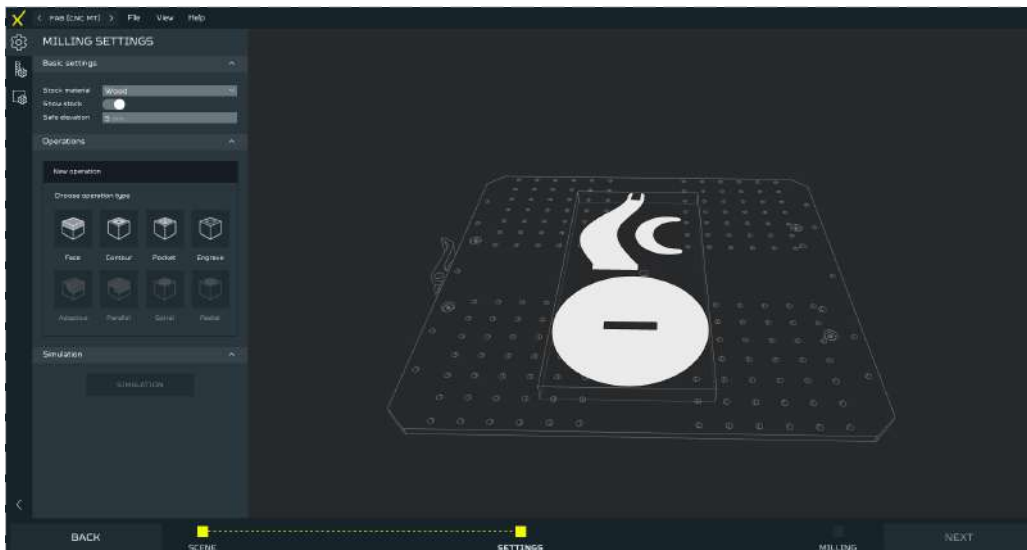 FAB [CNC MT] File View Help
MILLING SETTINGS
Basic settings
Stock material Wood
Show stock
Safe elevation 5 mm
Operations
New operation
Choose operation type
Face Contour Pocket Engrave
Adaptive Parallel Spiral Radial
Simulation
SIMULATION
BACK SCENE SETTINGS MILLING NEXT